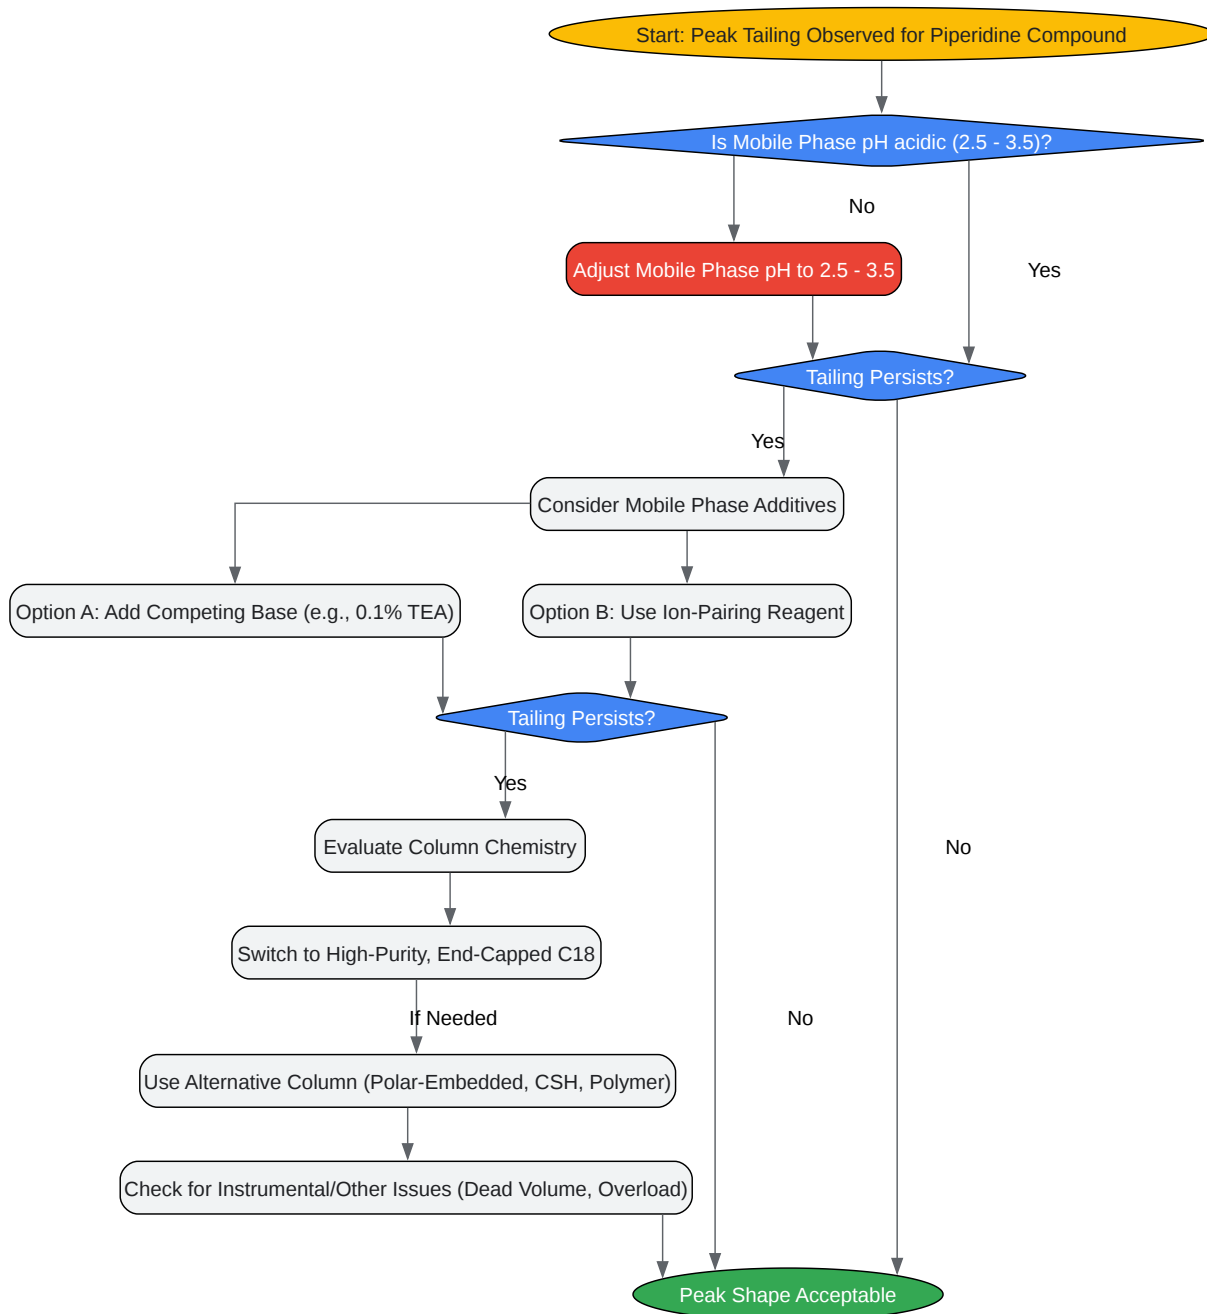 Start: Peak Tailing Observed for Piperidine Compound
Is Mobile Phase pH acidic (2.5 - 3.5)?
No
Adjust Mobile Phase pH to 2.5 - 3.5
Yes
Tailing Persists?
Yes
Consider Mobile Phase Additives
Option A: Add Competing Base (e.g., 0.1% TEA)
Option B: Use Ion-Pairing Reagent
Tailing Persists?
Yes
Evaluate Column Chemistry
No
Switch to High-Purity, End-Capped C18
If Needed
No
Use Alternative Column (Polar-Embedded, CSH, Polymer)
Check for Instrumental/Other Issues (Dead Volume, Overload)
Peak Shape Acceptable